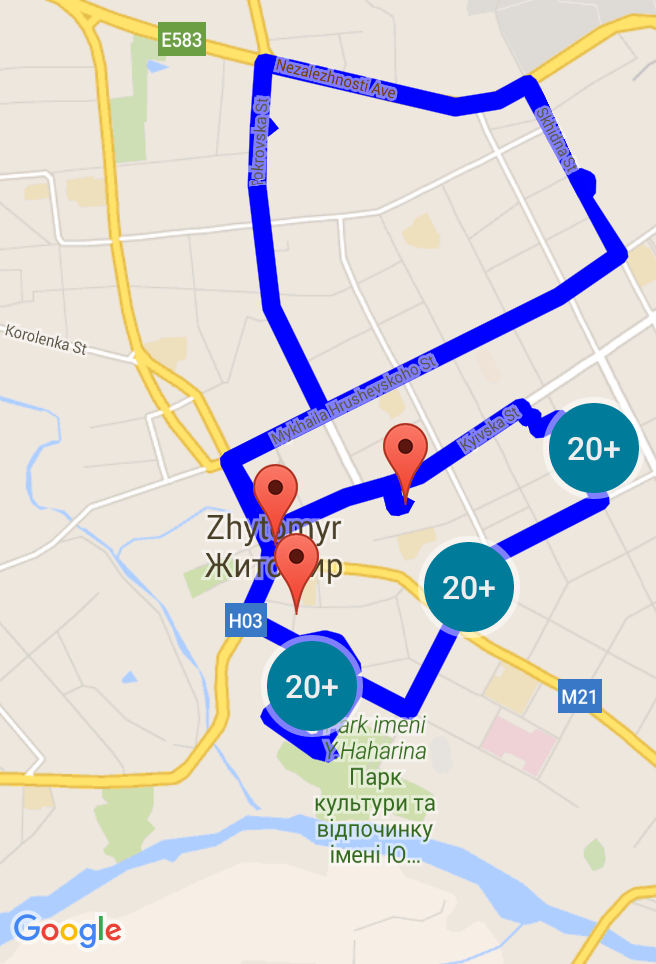 E583
Nezalezhnosti Ave
Pokrovska St
Skhidna St
Korolenka St
Mykhaila Hrushevskoho St
Kyivska St
20+
Zhytomyr
Житомир
20+
H03
20+
M21
Park imeni
Y.Haharina
Парк
культури та
відпочинку
імені Ю...
Google